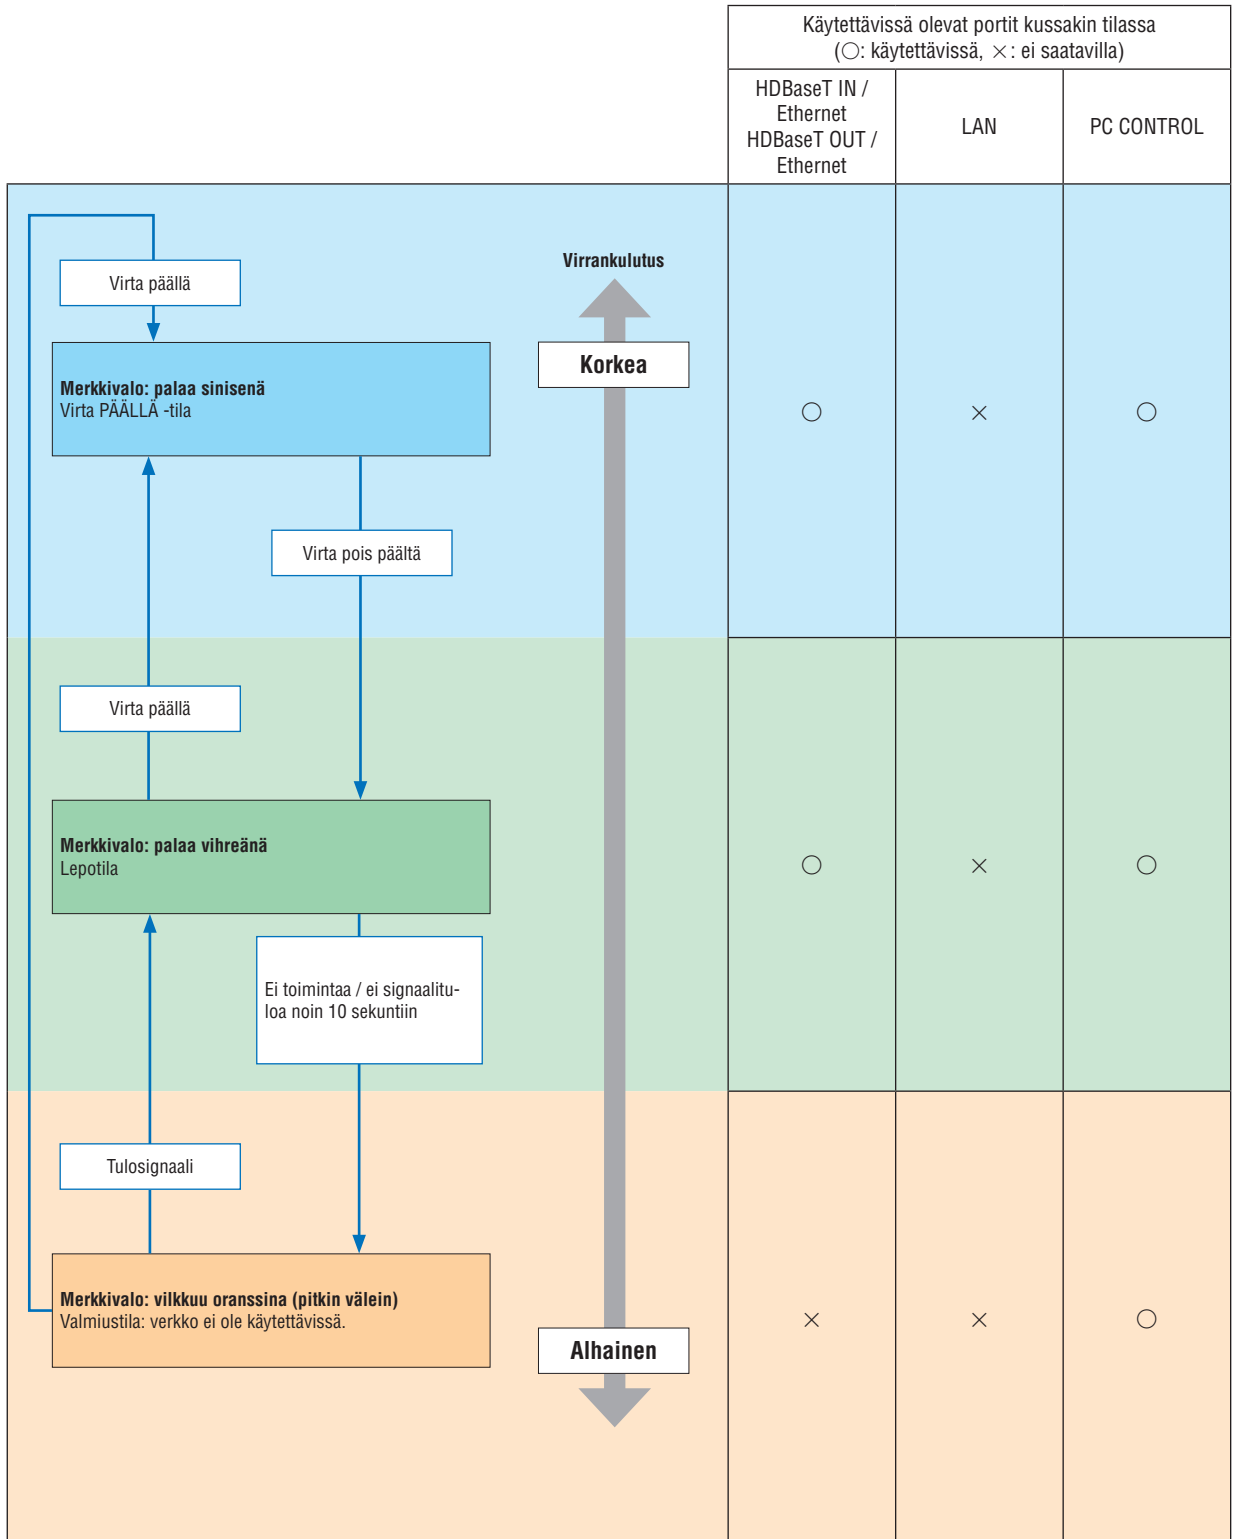 Käytettävissä olevat portit kussakin tilassa
(○: käytettävissä, ×: ei saatavilla)
HDBaseT IN /
Ethernet
HDBaseT OUT /
Ethernet
LAN
PC CONTROL
Virta päällä
Virrankulutus
Korkea
Merkkivalo: palaa sinisenä
Virta PÄÄLLÄ -tila
○
×
○
Virta pois päältä
Virta päällä
Merkkivalo: palaa vihreänä
Lepotila
○
×
○
Ei toimintaa / ei signaalitu-
loa noin 10 sekuntiin
Tulosignaali
Merkkivalo: vilkkuu oranssina (pitkin välein)
Valmiustila: verkko ei ole käytettävissä.
×
×
○
Alhainen